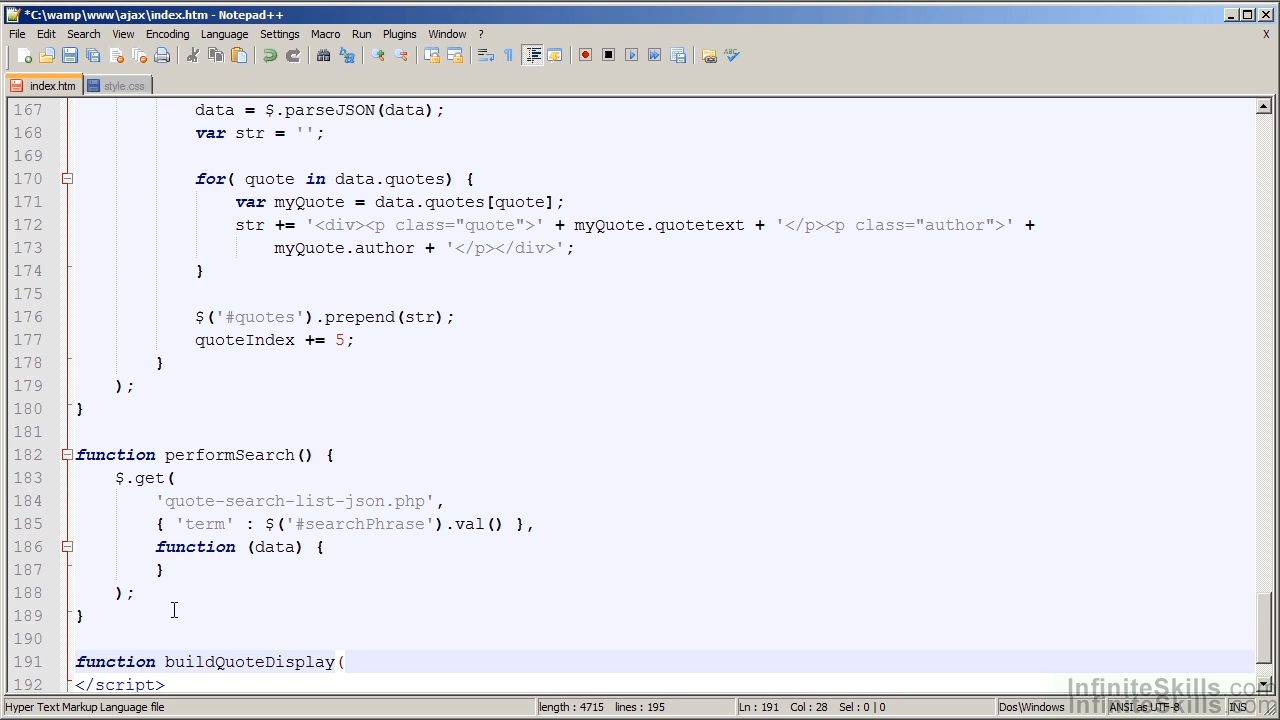 *C:\wamp\www\ajax\index.htm - Notepad++
File Edit Search View Encoding Language Settings Macro Run Plugins Window ? X
index.htm style.css
167 data = $.parseJSON(data);
168 var str = '';
169
170 for( quote in data.quotes) {
171 var myQuote = data.quotes[quote];
172 str += '<div><p class="quote">' + myQuote.quotetext + '</p><p class="author">' +
173 myQuote.author + '</p></div>';
174 }
175
176 $('#quotes').prepend(str);
177 quoteIndex += 5;
178 }
179 );
180 }
181
182 function performSearch() {
183 $.get(
184 'quote-search-list-json.php',
185 { 'term' : $('#searchPhrase').val() },
186 function (data) {
187 }
188 );
189 }
190
191 function buildQuoteDisplay(
192 </script>
InfiniteSkills.com
InfiniteSkills.com
Hyper Text Markup Language file length : 4715 lines : 195 Ln : 191 Col : 28 Sel : 0 | 0 Dos\Windows ANSI as UTF-8 INS